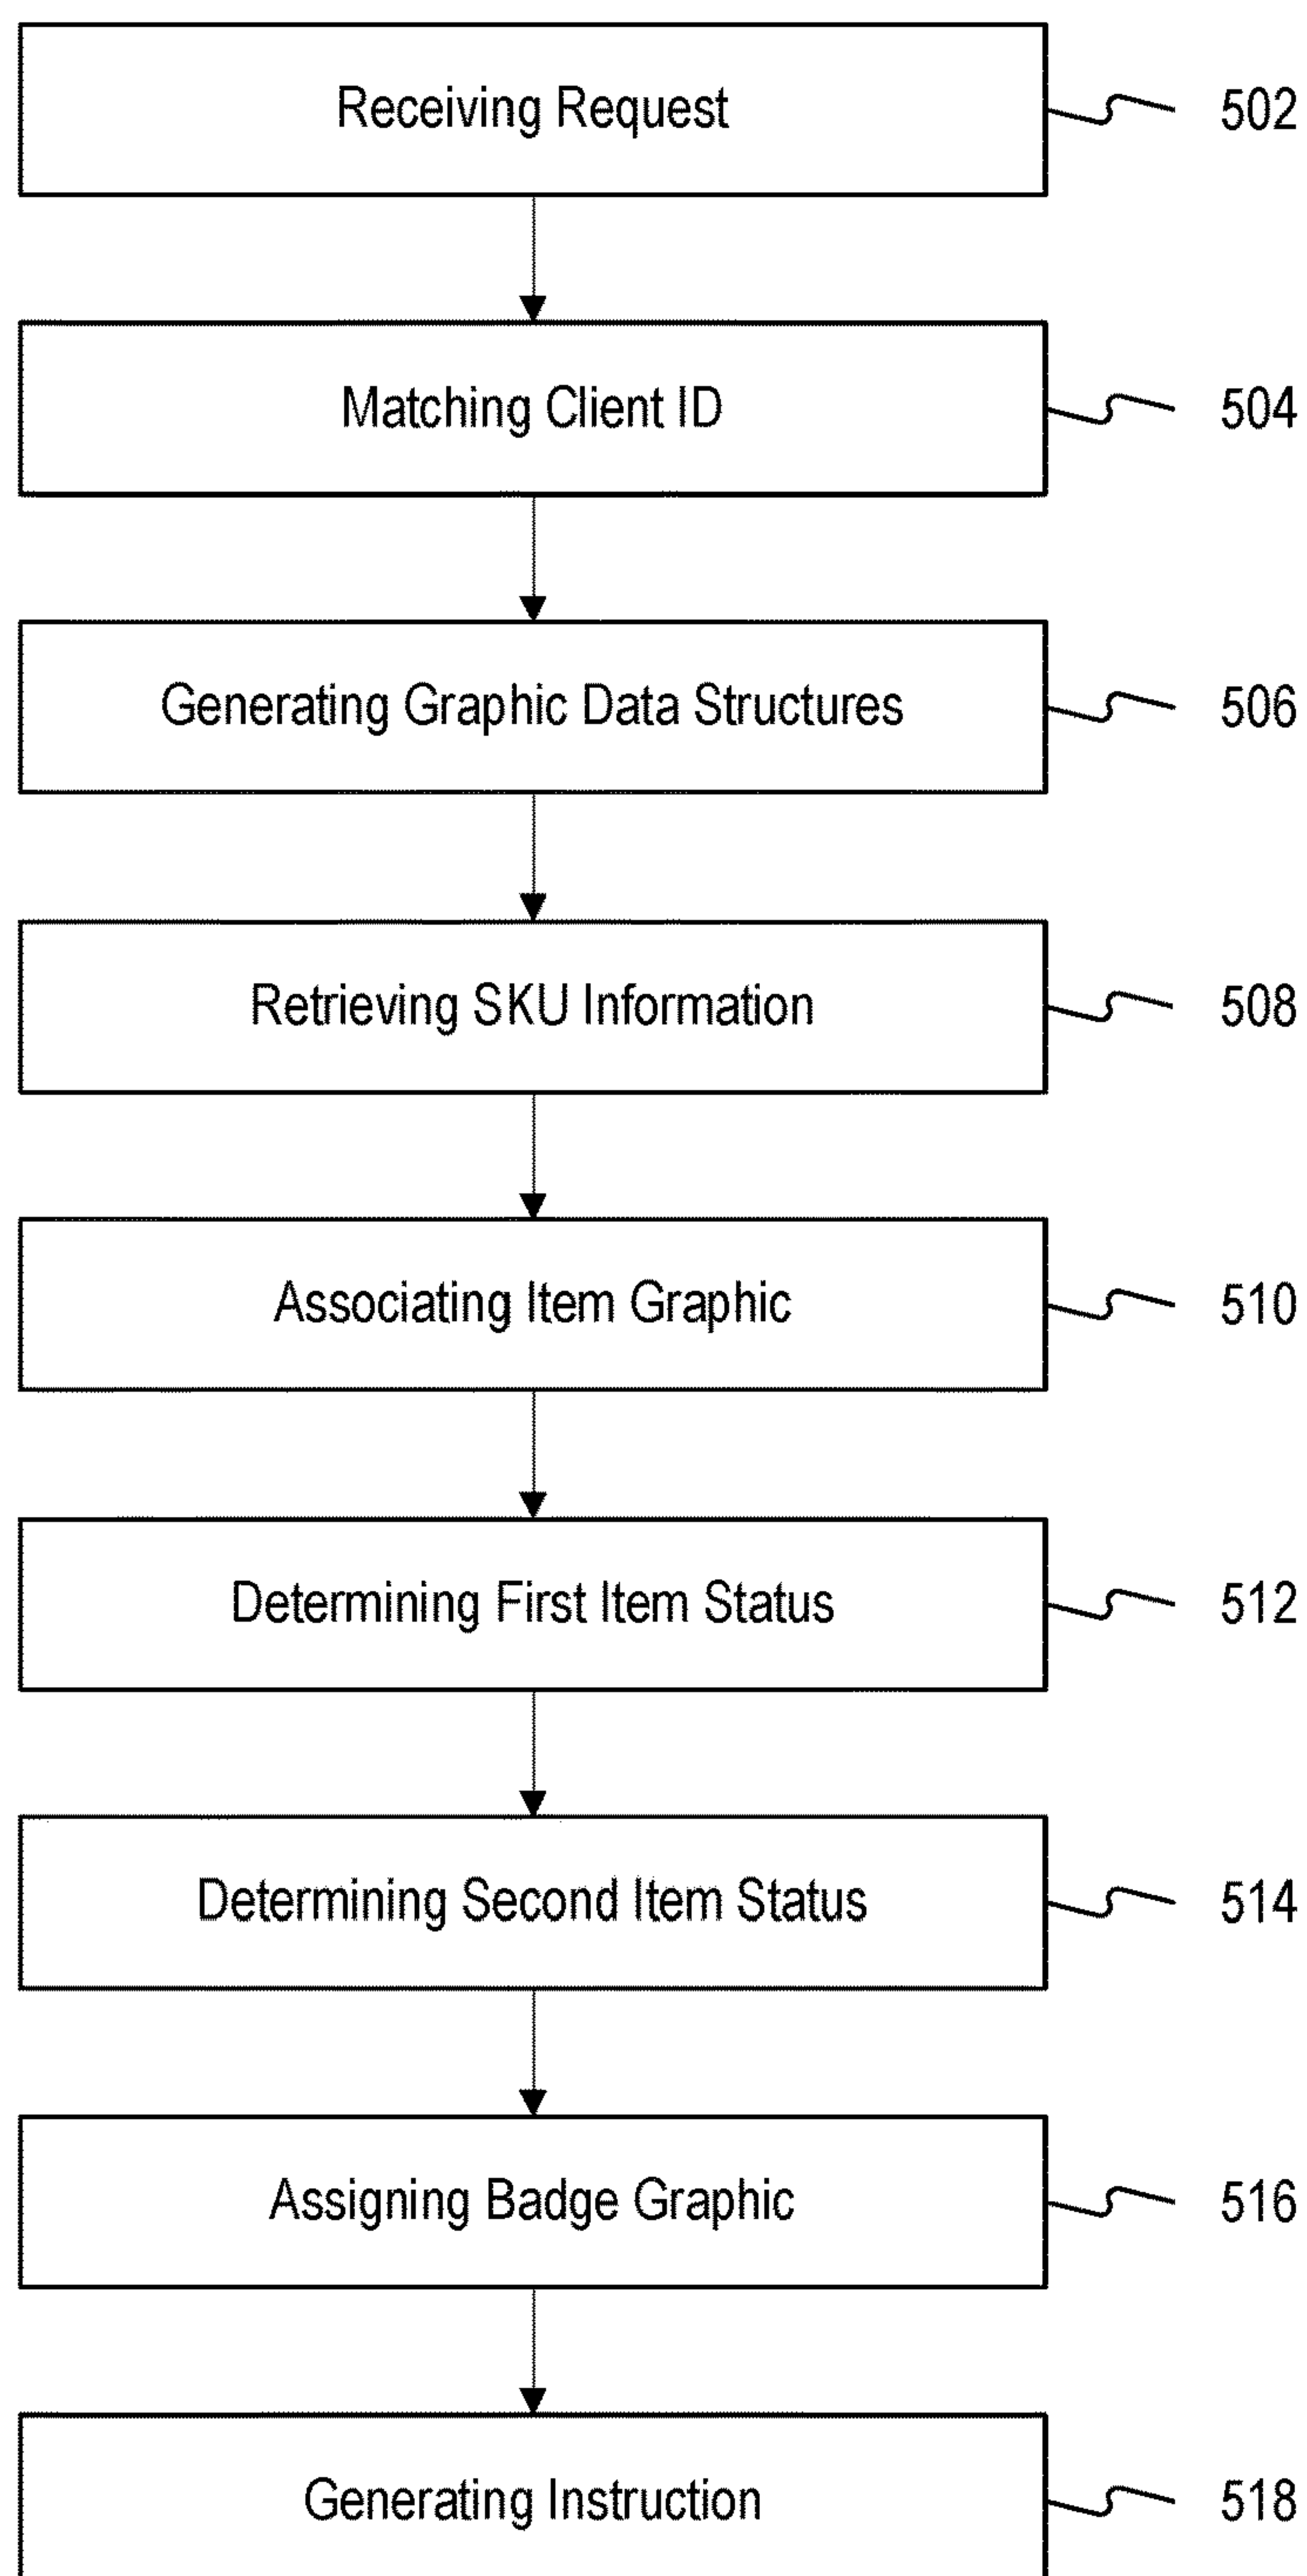 Receiving Request 502
Matching Client ID 504
Generating Graphic Data Structures 506
Retrieving SKU Information 508
Associating Item Graphic 510
Determining First Item Status 512
Determining Second Item Status 514
Assigning Badge Graphic 516
Generating Instruction 518